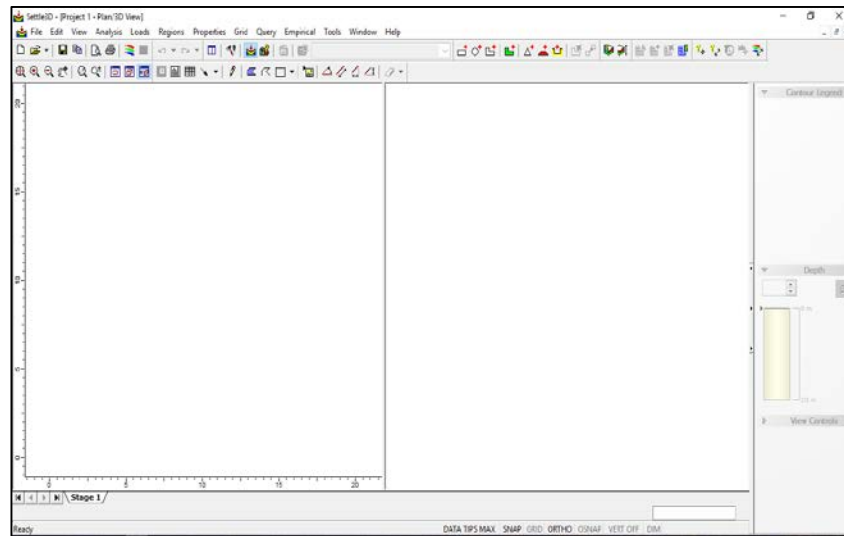 Settle3D - [Project 1 - Plan/3D View]
File Edit View Analysis Loads Regions Properties Grid Query Empirical Tools Window Help
Contour Legend
20
15
10
5
0
Depth
0 m
View Controls
0 5 10 15 20
Stage 1
Ready
DATA TIPS MAX SNAP GRID ORTHO OSNAP VERT OFF DIM